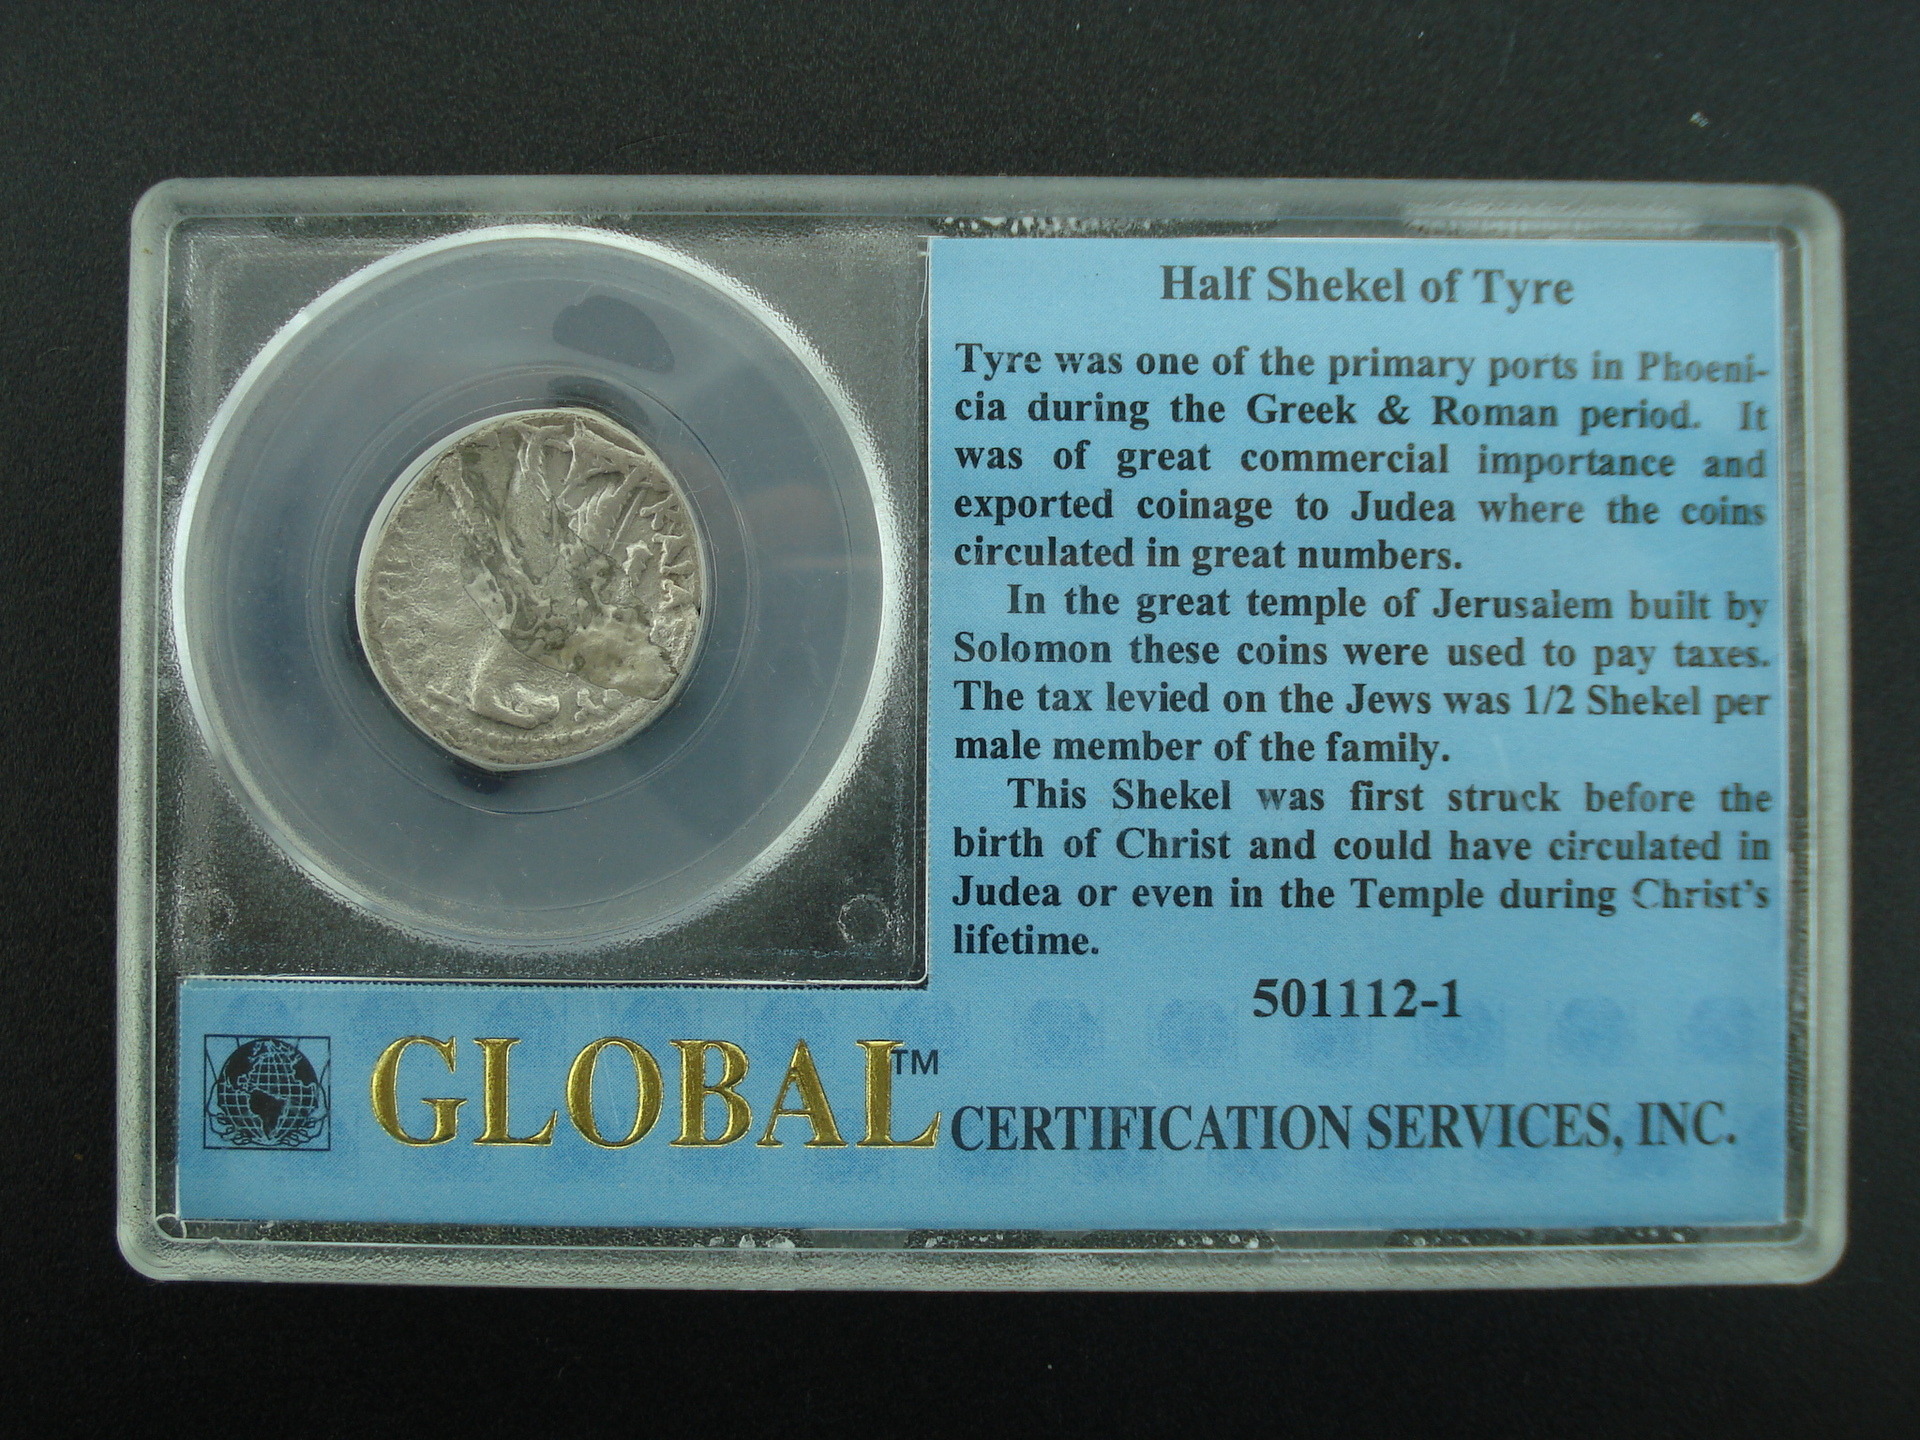 Half Shekel of Tyre
Tyre was one of the primary ports in Phoeni-
cia during the Greek & Roman period. It
was of great commercial importance and
exported coinage to Judea where the coins
circulated in great numbers.
In the great temple of Jerusalem built by
Solomon these coins were used to pay taxes.
The tax levied on the Jews was 1/2 Shekel per
male member of the family.
This Shekel was first struck before the
birth of Christ and could have circulated in
Judea or even in the Temple during Christ's
lifetime.
501112-1
GLOBAL™ CERTIFICATION SERVICES, INC.